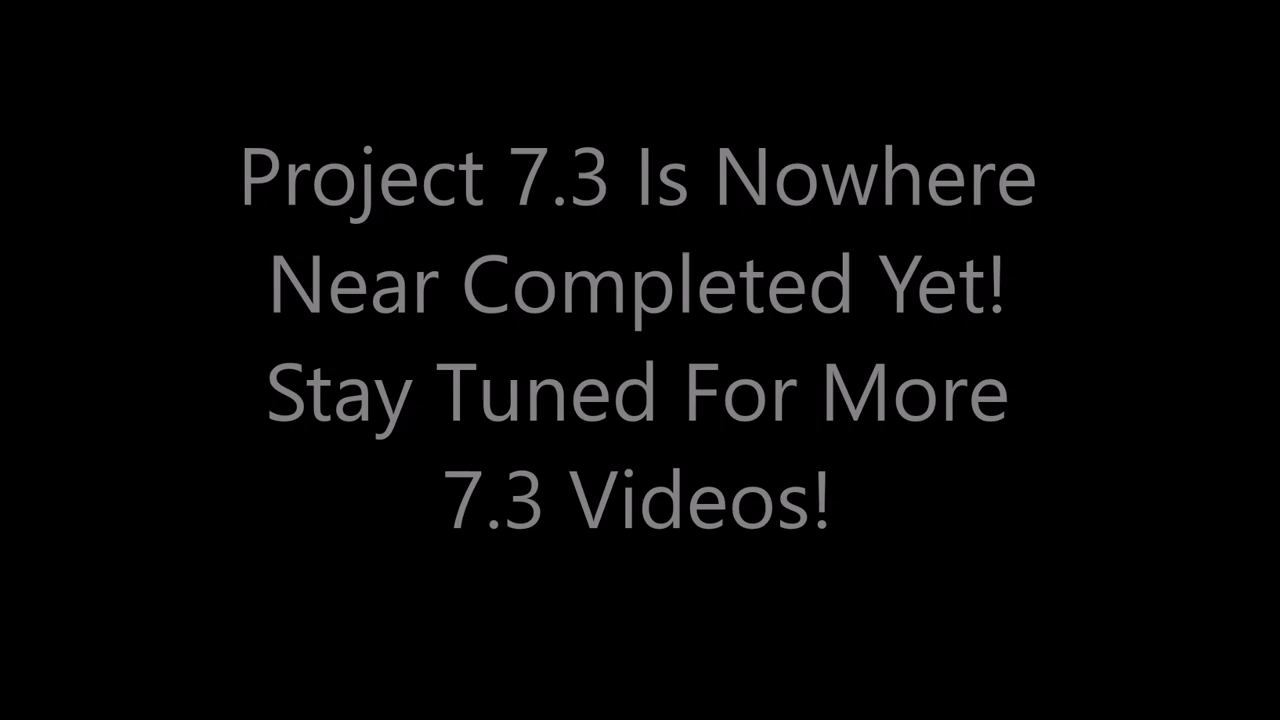 Project 7.3 Is Nowhere
Near Completed Yet!
Stay Tuned For More
7.3 Videos!